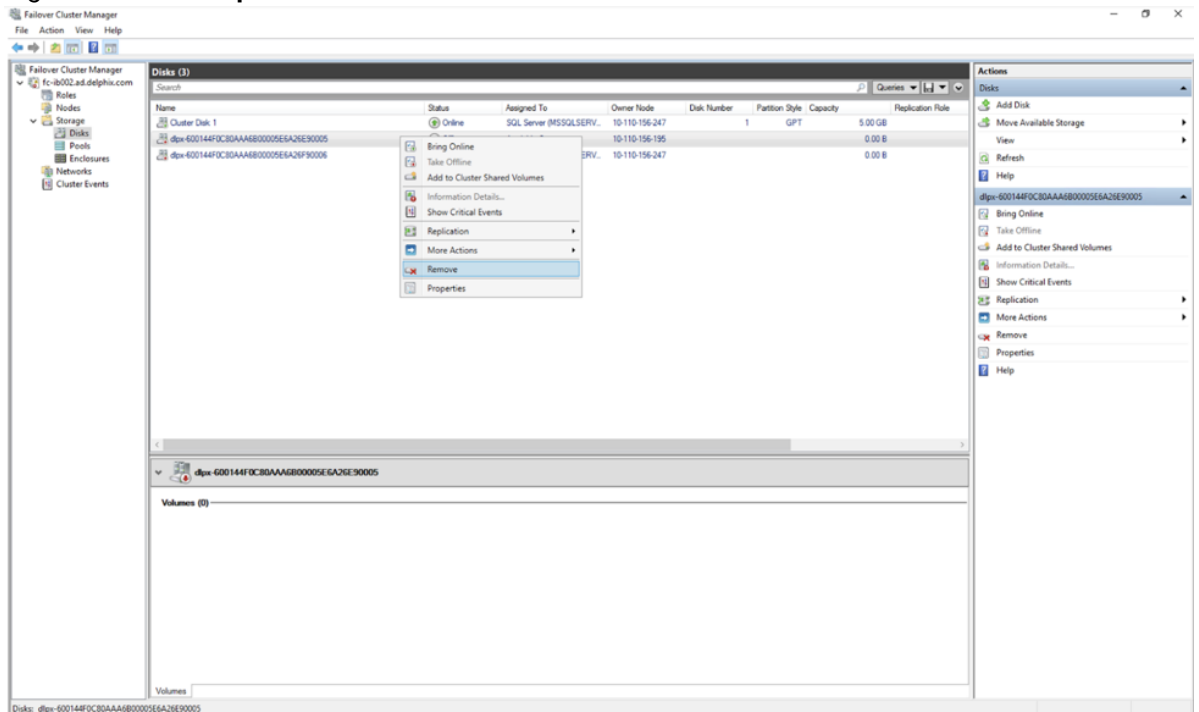 Failover Cluster Manager
File Action View Help
Failover Cluster Manager
fc-ib002.ad.delphix.com
Roles
Nodes
Storage
Disks
Pools
Enclosures
Networks
Cluster Events
Disks (3)
Search
Queries
Name Status Assigned To Owner Node Disk Number Partition Style Capacity Replication Role
Cluster Disk 1 Online SQL Server (MSSQLSERV... 10-110-156-247 1 GPT 5.00 GB
dlpx-600144F0C80AAA6B00005E6A26E90005 10-110-156-195 0.00 B
dlpx-600144F0C80AAA6B00005E6A26F90006 ERV... 10-110-156-247 0.00 B
Bring Online
Take Offline
Add to Cluster Shared Volumes
Information Details...
Show Critical Events
Replication
More Actions
Remove
Properties
dlpx-600144F0C80AAA6B00005E6A26E90005
Volumes (0)
Volumes
Disks: dlpx-600144F0C80AAA6B00005E6A26E90005
Actions
Disks
Add Disk
Move Available Storage
View
Refresh
Help
dlpx-600144F0C80AAA6B00005E6A26E90005
Bring Online
Take Offline
Add to Cluster Shared Volumes
Information Details...
Show Critical Events
Replication
More Actions
Remove
Properties
Help